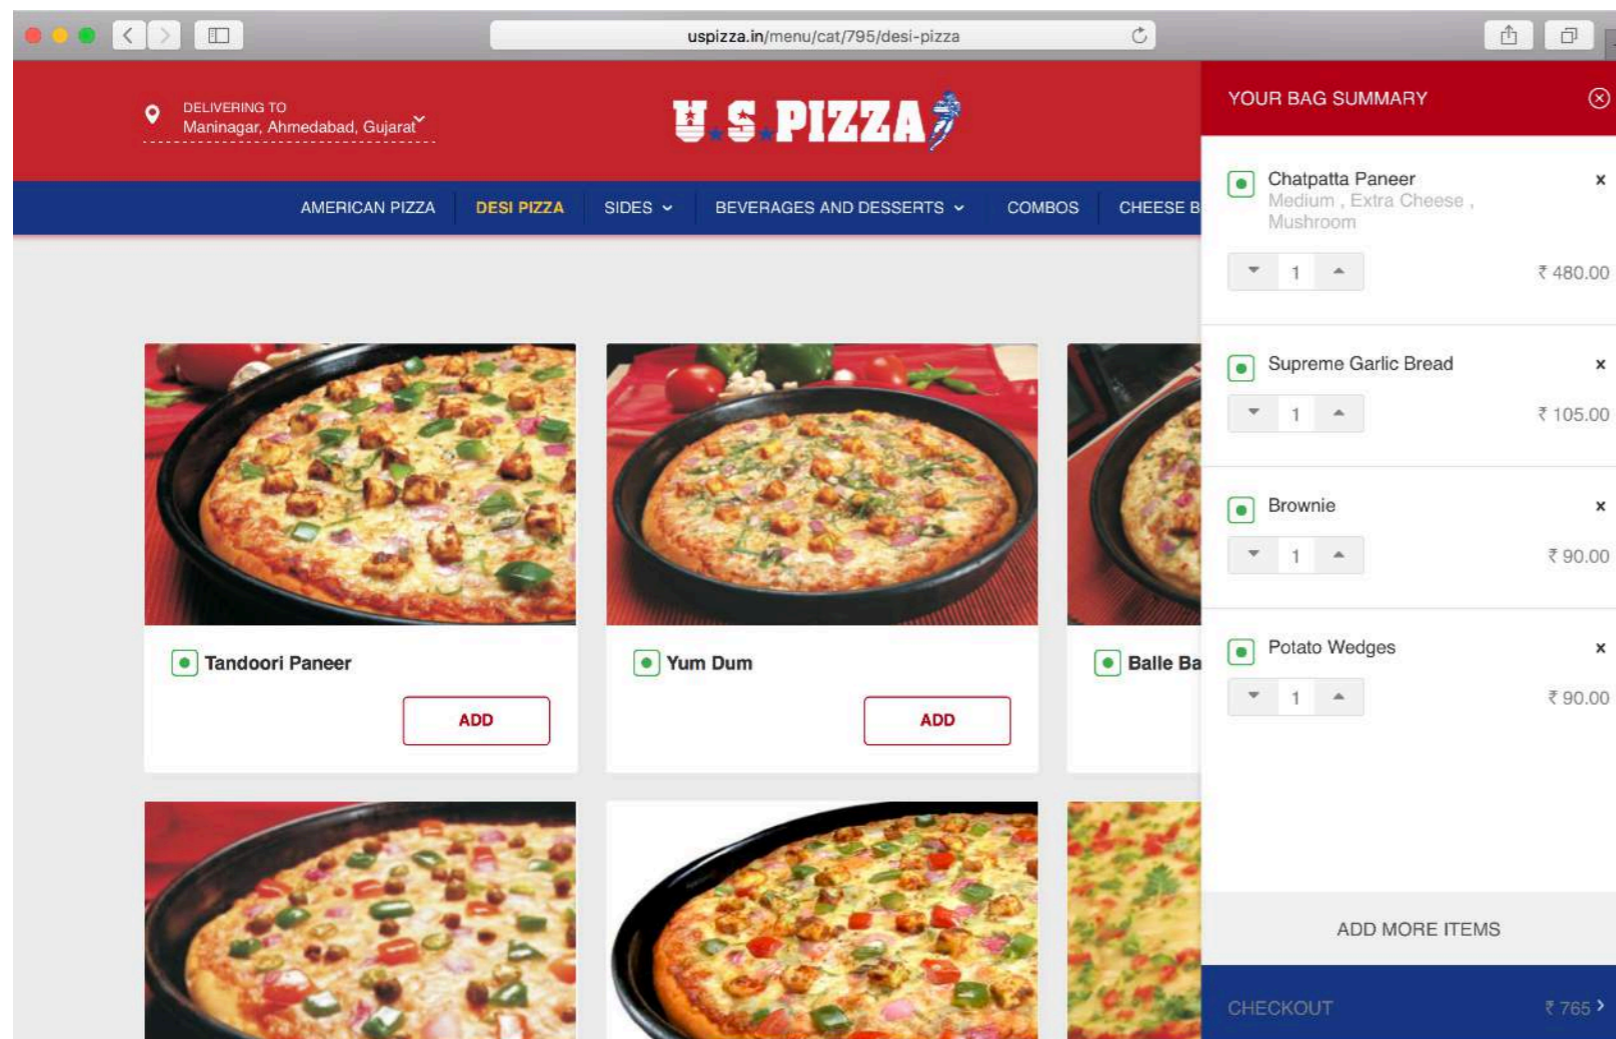 uspizza.in/menu/cat/795/desi-pizza
DELIVERING TO
Maninagar, Ahmedabad, Gujarat
U.S.PIZZA
AMERICAN PIZZA
DESI PIZZA
SIDES
BEVERAGES AND DESSERTS
COMBOS
CHEESE B
Tandoori Paneer
ADD
Yum Dum
ADD
Balle Ba
YOUR BAG SUMMARY
Chatpatta Paneer
Medium , Extra Cheese ,
Mushroom
1
₹ 480.00
Supreme Garlic Bread
1
₹ 105.00
Brownie
1
₹ 90.00
Potato Wedges
1
₹ 90.00
ADD MORE ITEMS
CHECKOUT ₹ 765